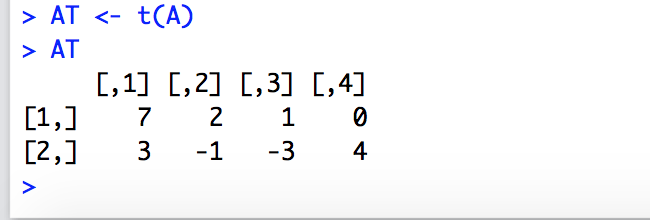 > AT <- t(A)
> AT
     [,1] [,2] [,3] [,4]
[1,]    7    2    1    0
[2,]    3   -1   -3    4
>